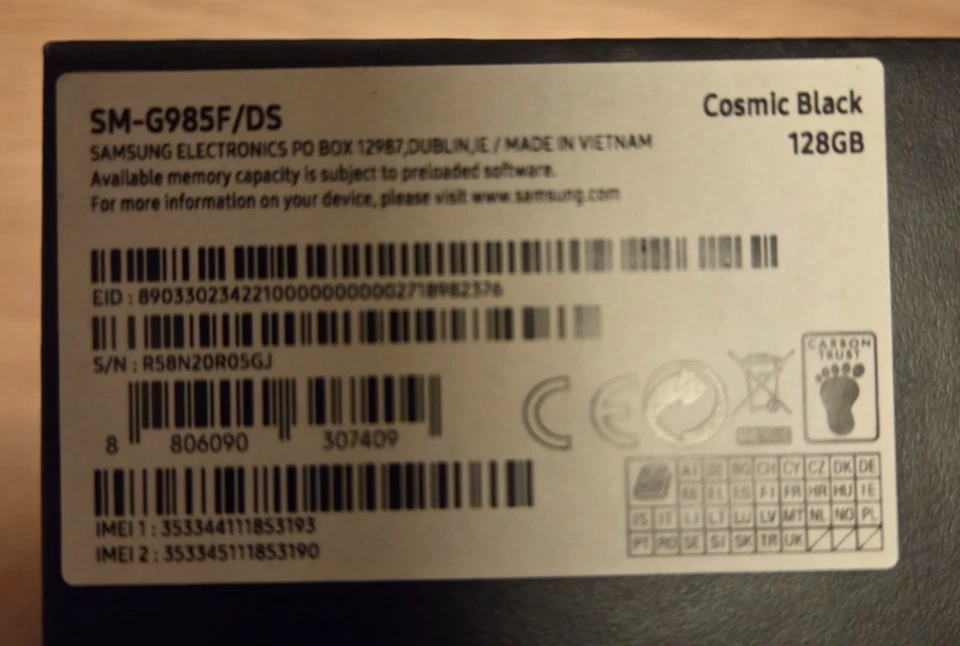 SM-G985F/DS
Cosmic Black
128GB
SAMSUNG ELECTRONICS PO BOX 12987,DUBLIN,IE / MADE IN VIETNAM
Available memory capacity is subject to preloaded software.
For more information on your device, please visit www.samsung.com
EID : 89033023422100000000002718982376
S/N : R58N20R05GJ
8 806090 307409
IMEI 1 : 353344111853193
IMEI 2 : 353345111853190
CE
CARBON
TRUST
AT BE BG CH CY CZ DK DE
EE EL ES FI FR HR HU IE
IS IT LI LT LU LV MT NL NO PL
PT RO SE SI SK TR UK